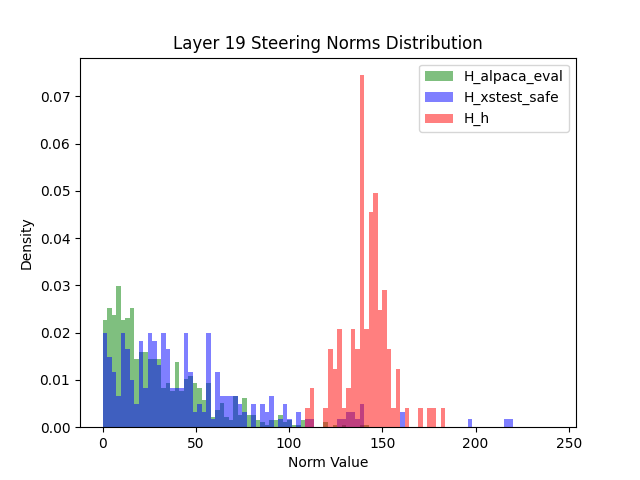 Layer 19 Steering Norms Distribution
H_alpaca_eval
H_xstest_safe
H_h
0.07
0.06
0.05
0.04
0.03
0.02
0.01
0.00
Density
0
50
100
150
200
250
Norm Value